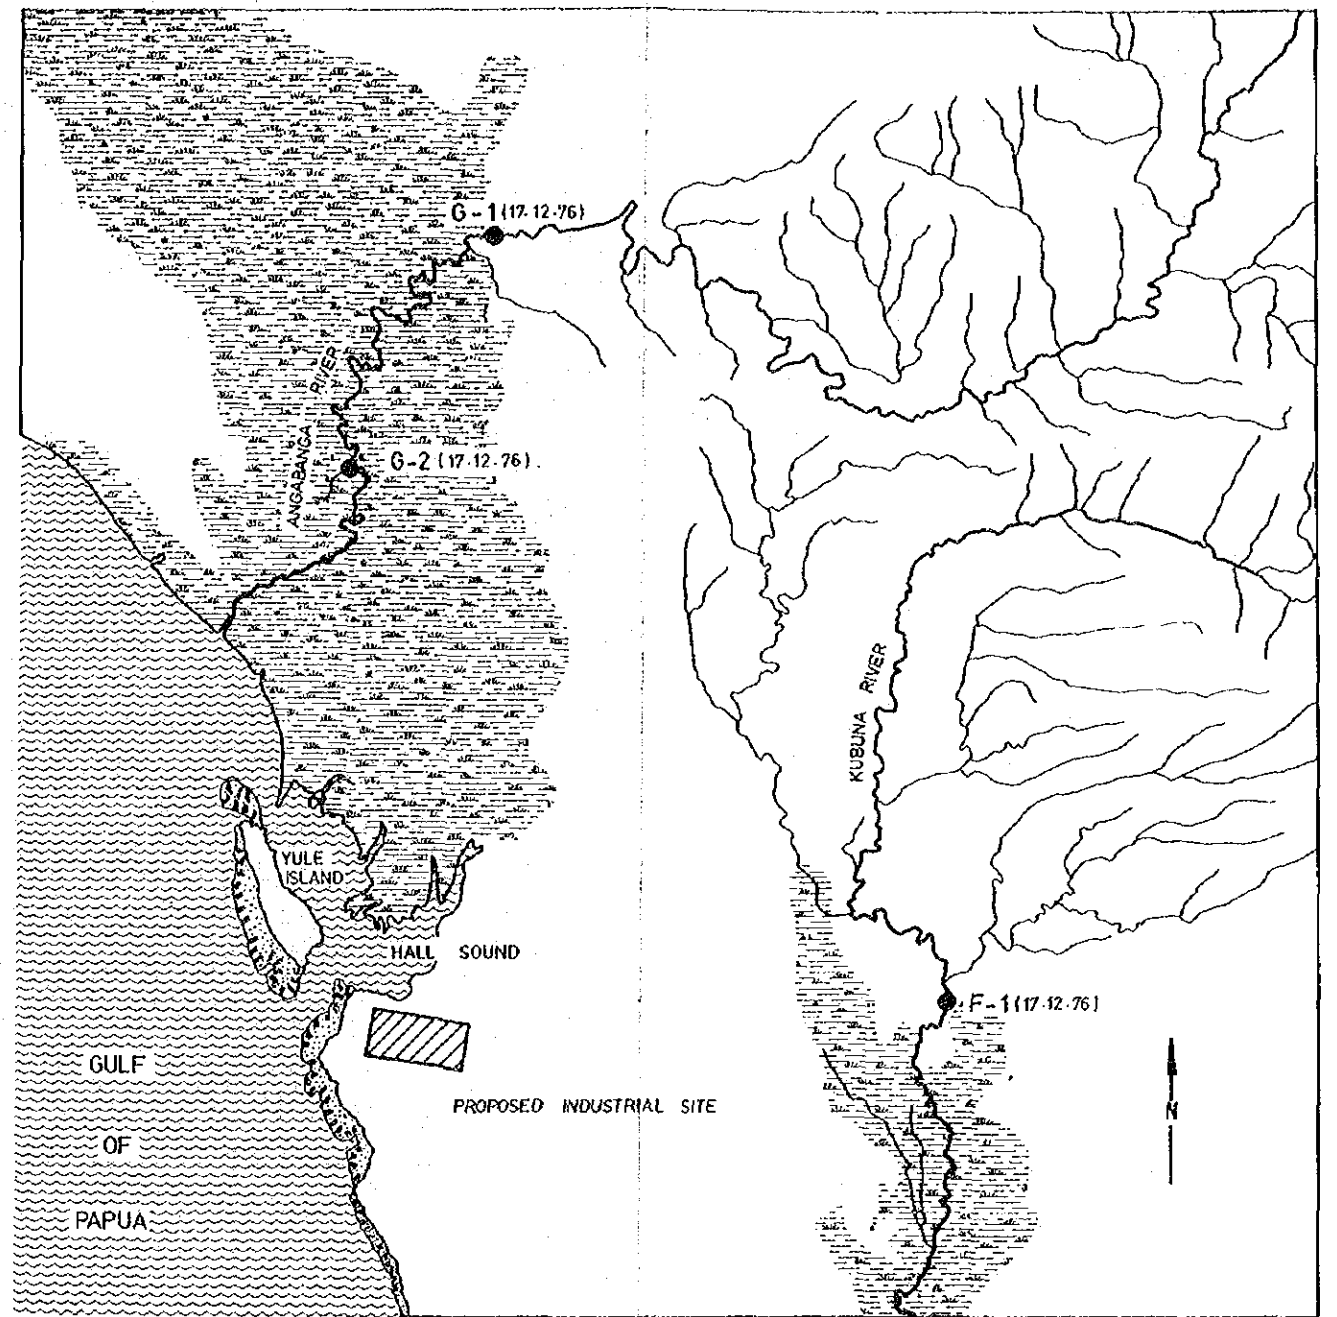 G-1 (17·12·76)
ANGABANGA RIVER
G-2 (17·12·76).
KUBUNA RIVER
YULE
ISLAND
HALL SOUND
F-1 (17·12·76)
GULF
OF
PAPUA
PROPOSED INDUSTRIAL SITE
N